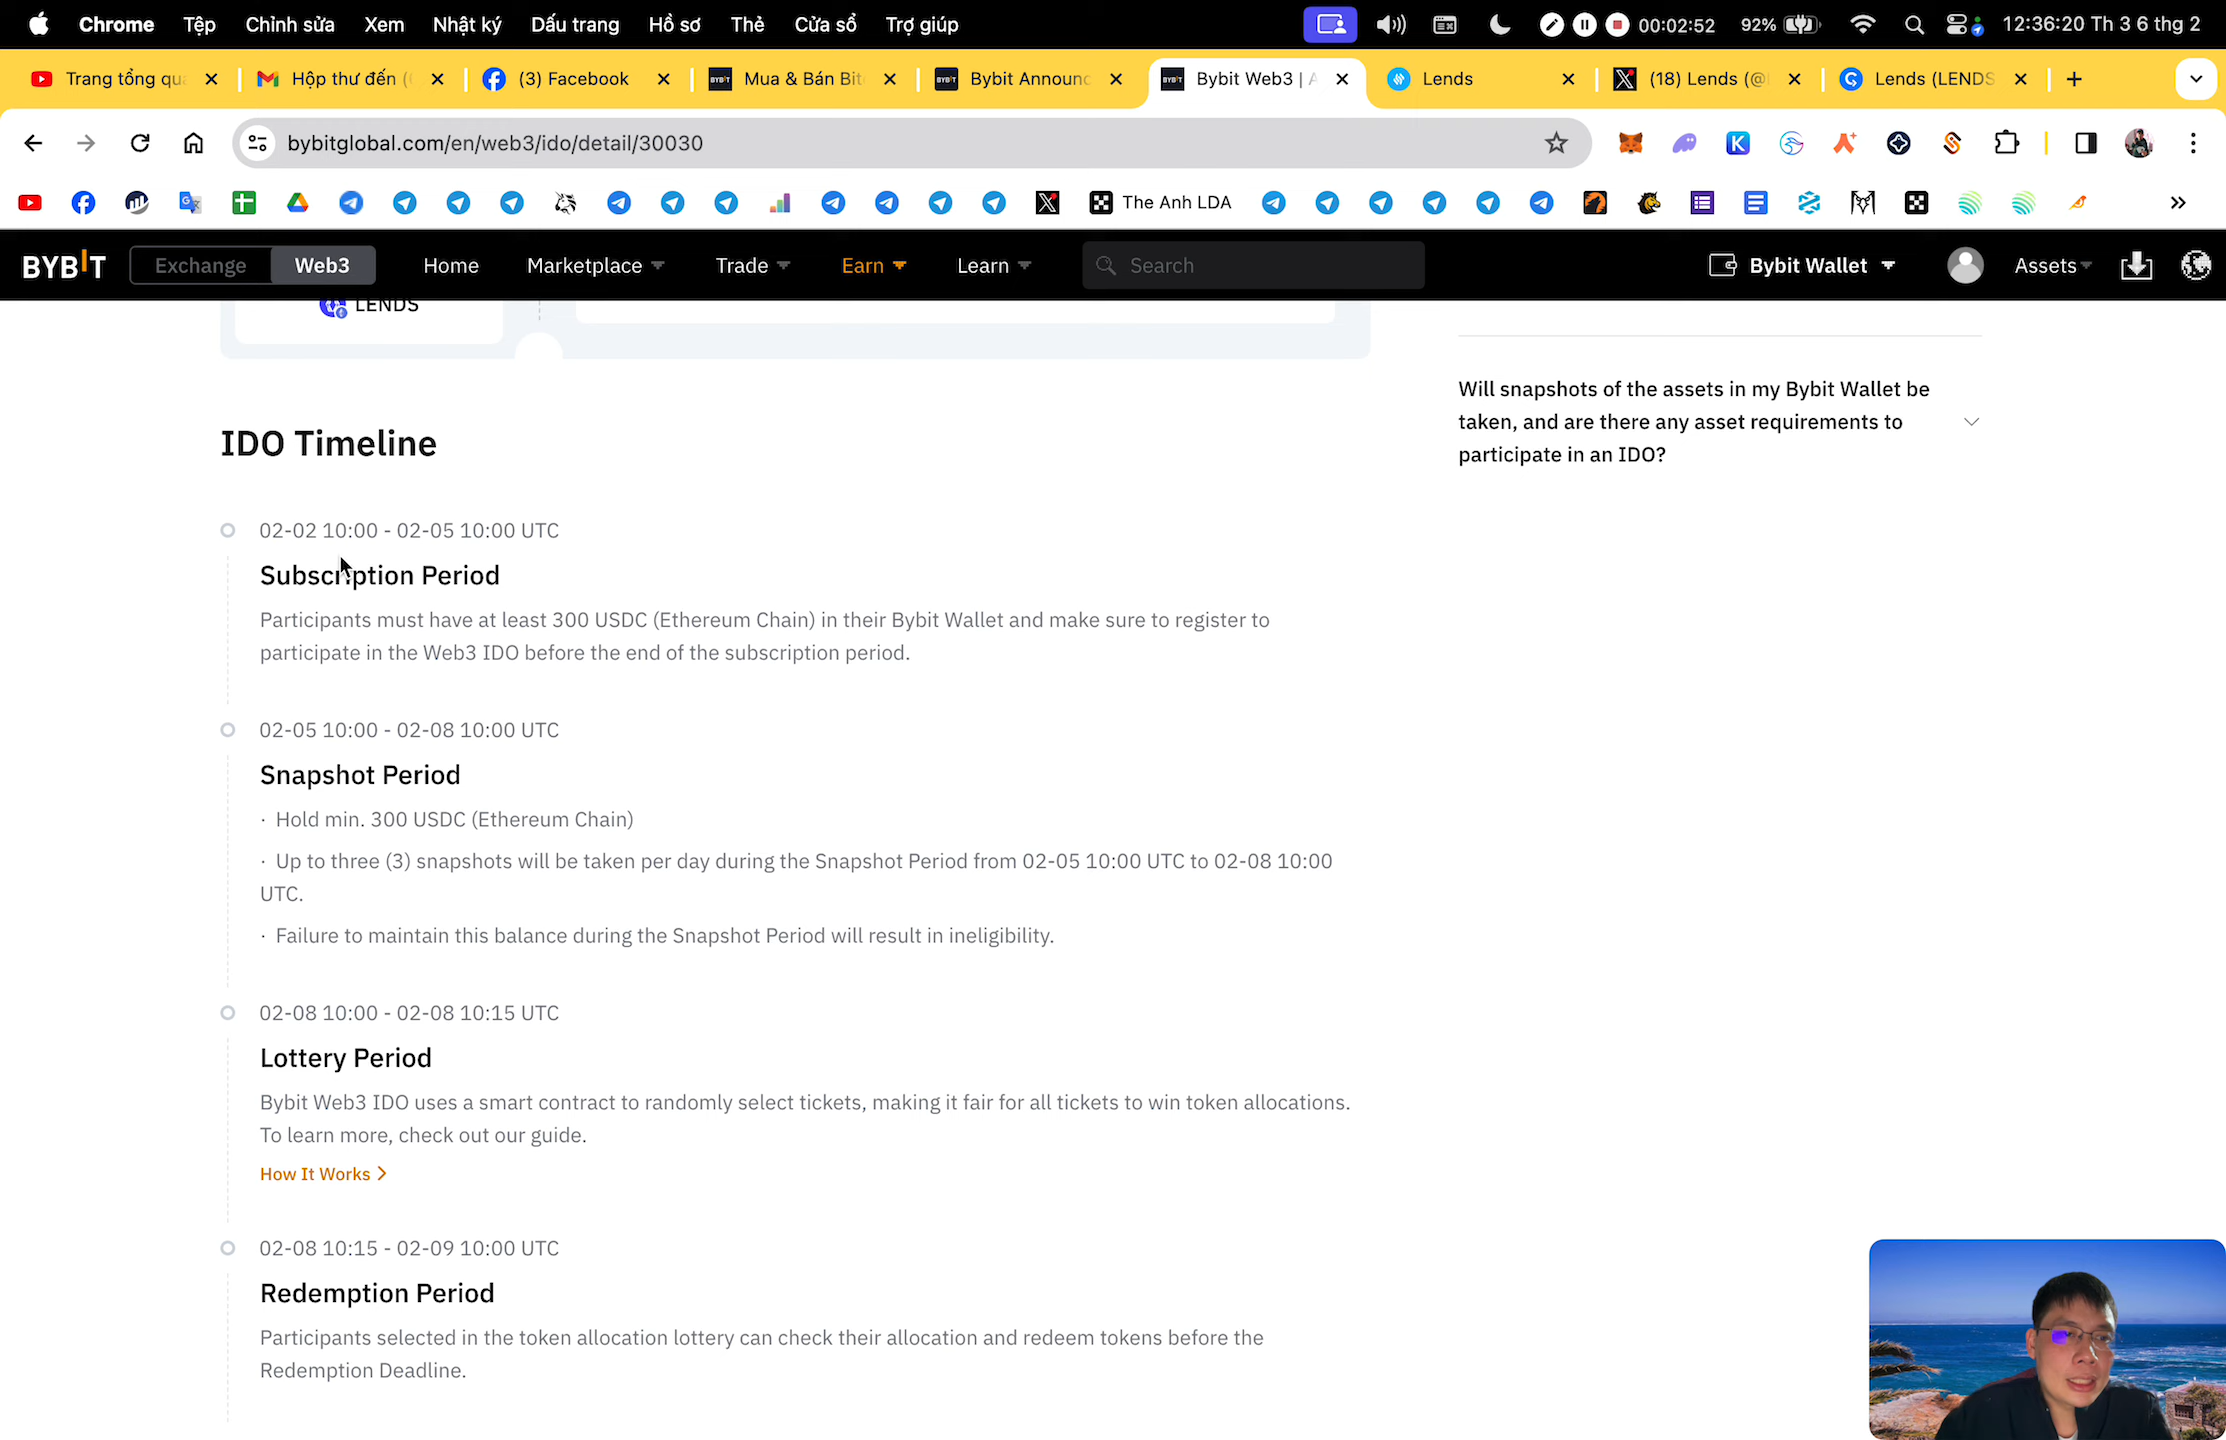 Chrome Tệp Chỉnh sửa Xem Nhật ký Dấu trang Hồ sơ Thẻ Cửa sổ Trợ giúp 00:02:52 92% 12:36:20 Th 3 6 thg 2
Trang tổng qu Hộp thư đến ( (3) Facebook Mua & Bán Bit Bybit Announc Bybit Web3 | A Lends (18) Lends (@ Lends (LENDS
bybitglobal.com/en/web3/ido/detail/30030
The Anh LDA
BYBIT Exchange Web3 Home Marketplace Trade Earn Learn Search Bybit Wallet Assets
LENDS
Will snapshots of the assets in my Bybit Wallet be
taken, and are there any asset requirements to
participate in an IDO?
IDO Timeline
02-02 10:00 - 02-05 10:00 UTC
Subscription Period
Participants must have at least 300 USDC (Ethereum Chain) in their Bybit Wallet and make sure to register to
participate in the Web3 IDO before the end of the subscription period.
02-05 10:00 - 02-08 10:00 UTC
Snapshot Period
· Hold min. 300 USDC (Ethereum Chain)
· Up to three (3) snapshots will be taken per day during the Snapshot Period from 02-05 10:00 UTC to 02-08 10:00
UTC.
· Failure to maintain this balance during the Snapshot Period will result in ineligibility.
02-08 10:00 - 02-08 10:15 UTC
Lottery Period
Bybit Web3 IDO uses a smart contract to randomly select tickets, making it fair for all tickets to win token allocations.
To learn more, check out our guide.
How It Works >
02-08 10:15 - 02-09 10:00 UTC
Redemption Period
Participants selected in the token allocation lottery can check their allocation and redeem tokens before the
Redemption Deadline.